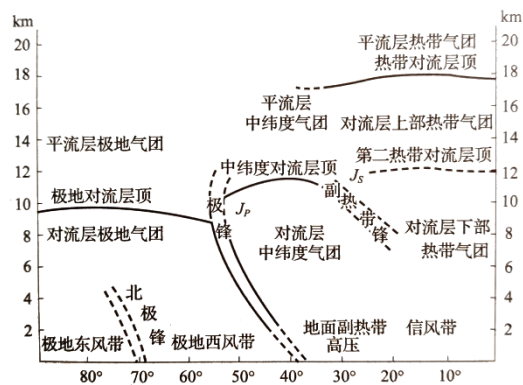 km
km
20
20
平流层热带气团
18
热带对流层顶
18
16
平流层
中纬度气团
对流层上部热带气团
16
14
平流层极地气团
第二热带对流层顶
14
12
中纬度对流层顶
J_S
12
极地对流层顶
极锋
J_P
副热带锋
10
10
对流层极地气团
对流层
中纬度气团
对流层下部
热带气团
8
8
6
6
4
北极锋
4
2
极地东风带
极地西风带
地面副热带
高压
信风带
2
80°
70°
60°
50°
40°
30°
20°
10°